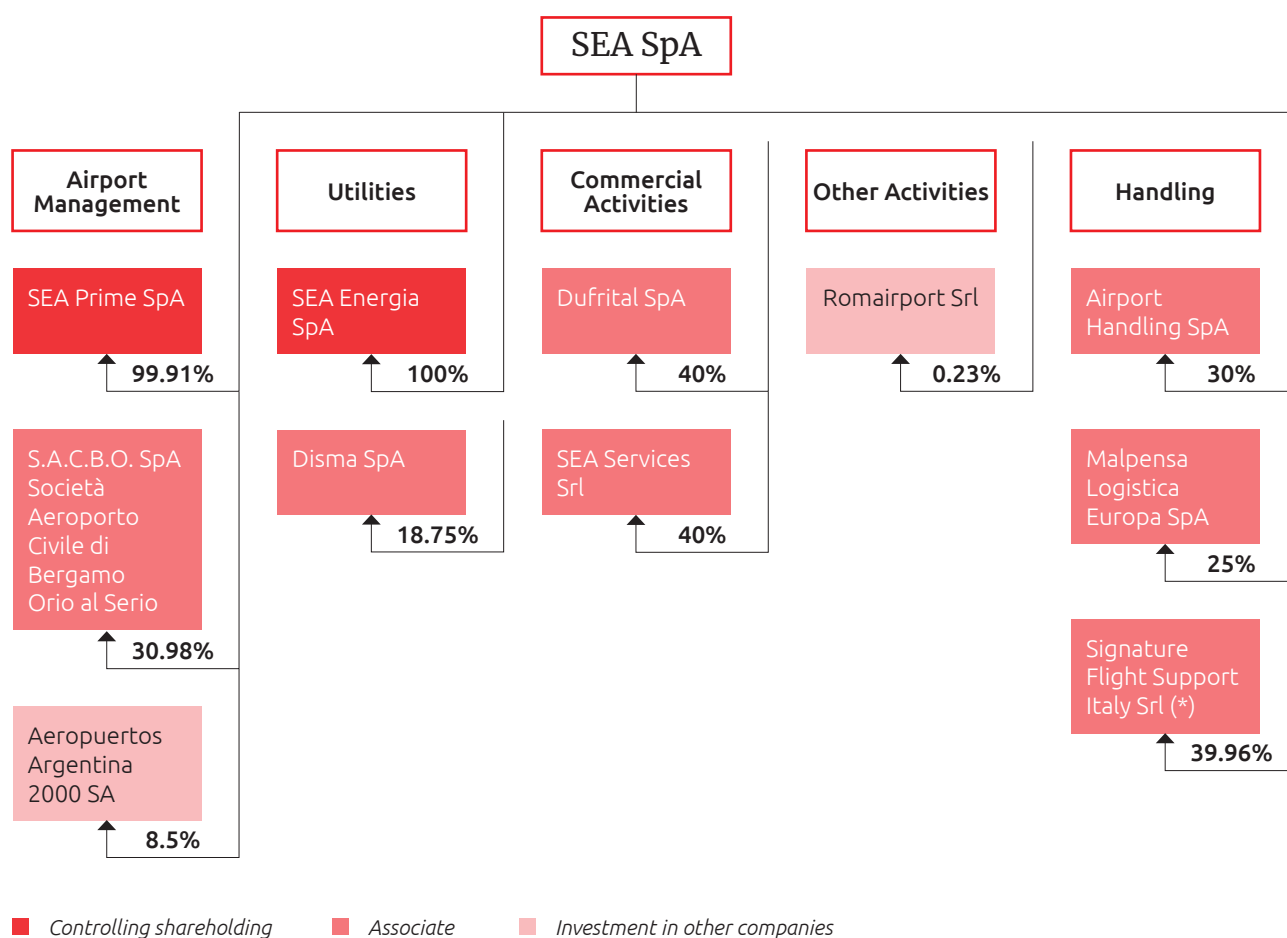 SEA SpA
Airport
Management
SEA Prime SpA
99.91%
S.A.C.B.O. SpA
Società
Aeroporto
Civile di
Bergamo
Orio al Serio
30.98%
Aeropuertos
Argentina
2000 SA
8.5%
Utilities
SEA Energia
SpA
100%
Disma SpA
18.75%
Commercial
Activities
Dufrital SpA
40%
SEA Services
Srl
40%
Other Activities
Romairport Srl
0.23%
Handling
Airport
Handling SpA
30%
Malpensa
Logistica
Europa SpA
25%
Signature
Flight Support
Italy Srl (*)
39.96%
Controlling shareholding
Associate
Investment in other companies